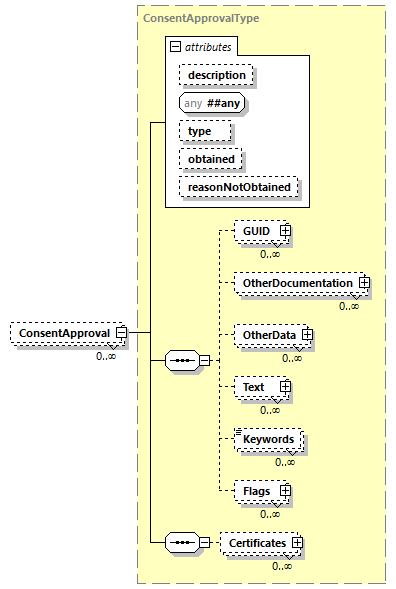 ConsentApprovalType
attributes
description
any ##any
type
obtained
reasonNotObtained
GUID
0..∞
OtherDocumentation
0..∞
ConsentApproval
0..∞
OtherData
0..∞
Text
0..∞
Keywords
0..∞
Flags
0..∞
Certificates
0..∞